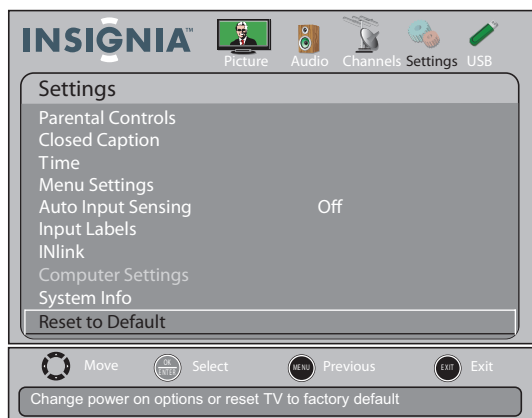 INSIGNIA™
Picture Audio Channels Settings USB
Settings
Parental Controls
Closed Caption
Time
Menu Settings
Auto Input Sensing Off
Input Labels
INlink
Computer Settings
System Info
Reset to Default
Move OK ENTER Select MENU Previous EXIT Exit
Change power on options or reset TV to factory default